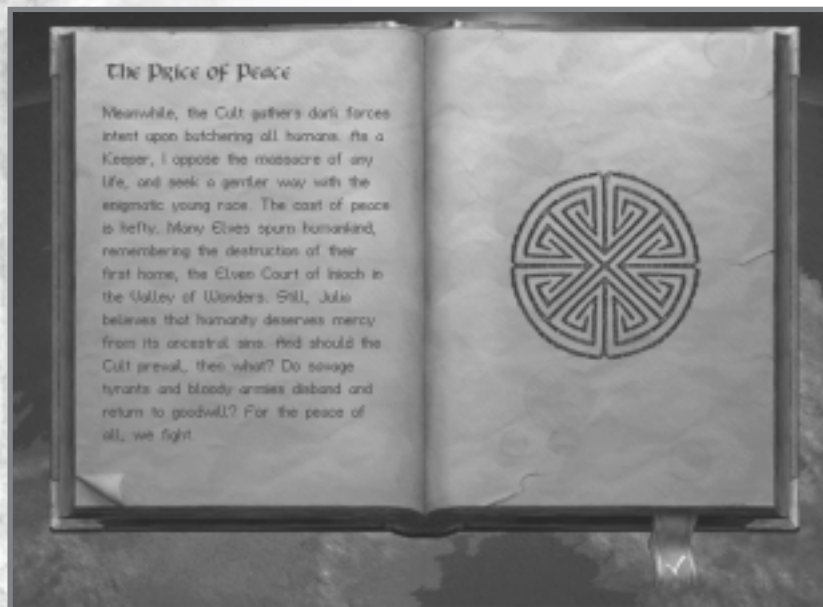 The Price of Peace
Meanwhile, the Cult gathers dark forces
intent upon butchering all humans. As a
Keeper, I oppose the massacre of any
life, and seek a gentler way with the
enigmatic young race. The cost of peace
is hefty. Many Elves spurn humankind,
remembering the destruction of their
first home, the Elven Court of Inioch in
the Valley of Wonders. Still, Julia
believes that humanity deserves mercy
from its ancestral sins. And should the
Cult prevail, then what? Do savage
tyrants and bloody armies disband and
return to goodwill? For the peace of
all, we fight.